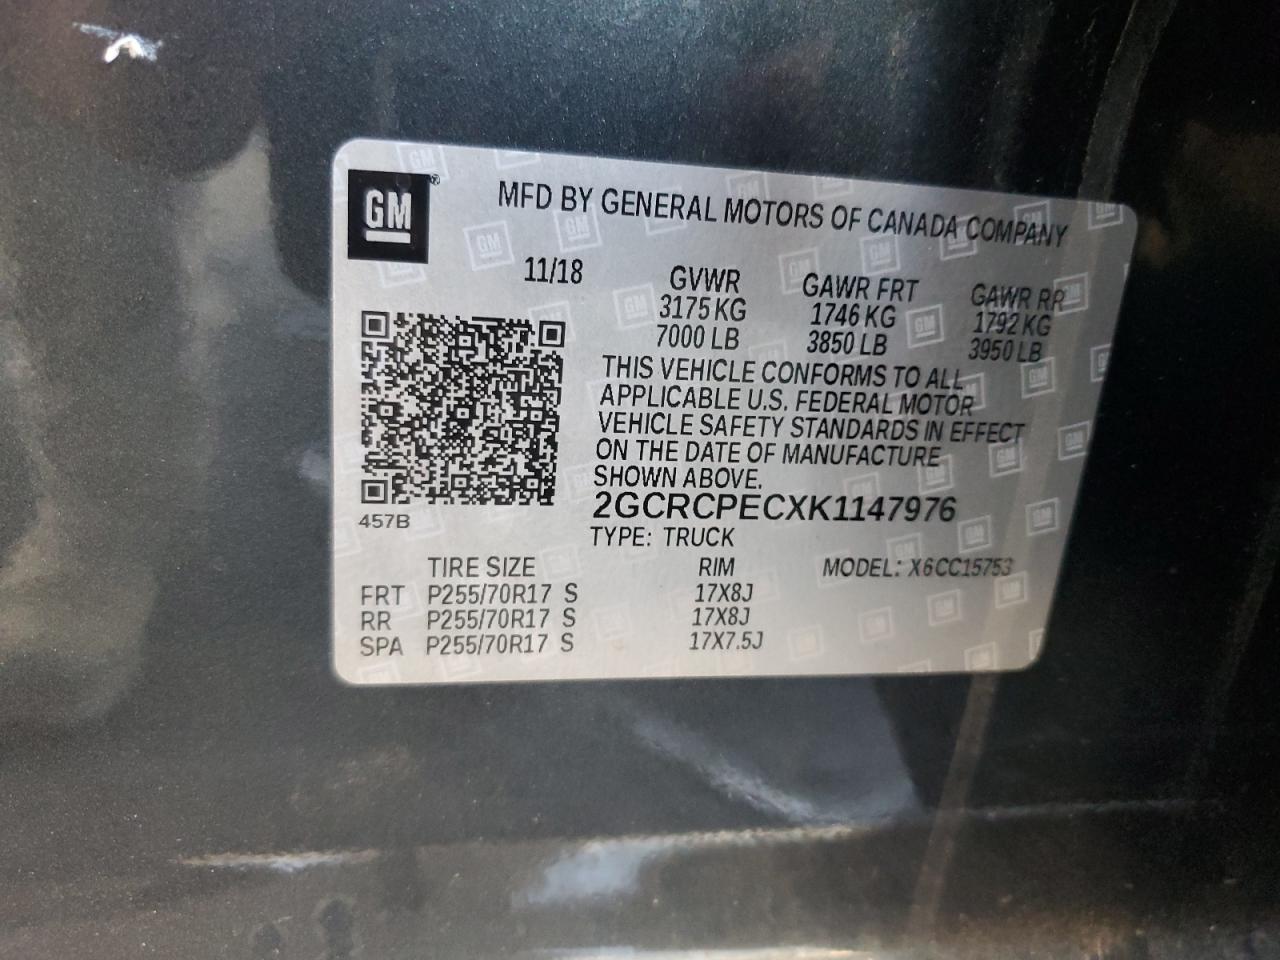 GM®
MFD BY GENERAL MOTORS OF CANADA COMPANY
11/18 GVWR GAWR FRT GAWR RR
3175 KG 1746 KG 1792 KG
7000 LB 3850 LB 3950 LB
THIS VEHICLE CONFORMS TO ALL
APPLICABLE U.S. FEDERAL MOTOR
VEHICLE SAFETY STANDARDS IN EFFECT
ON THE DATE OF MANUFACTURE
SHOWN ABOVE.
2GCRCPECXK1147976
457B
TYPE: TRUCK
TIRE SIZE RIM MODEL: X6CC15753
FRT P255/70R17 S 17X8J
RR P255/70R17 S 17X8J
SPA P255/70R17 S 17X7.5J